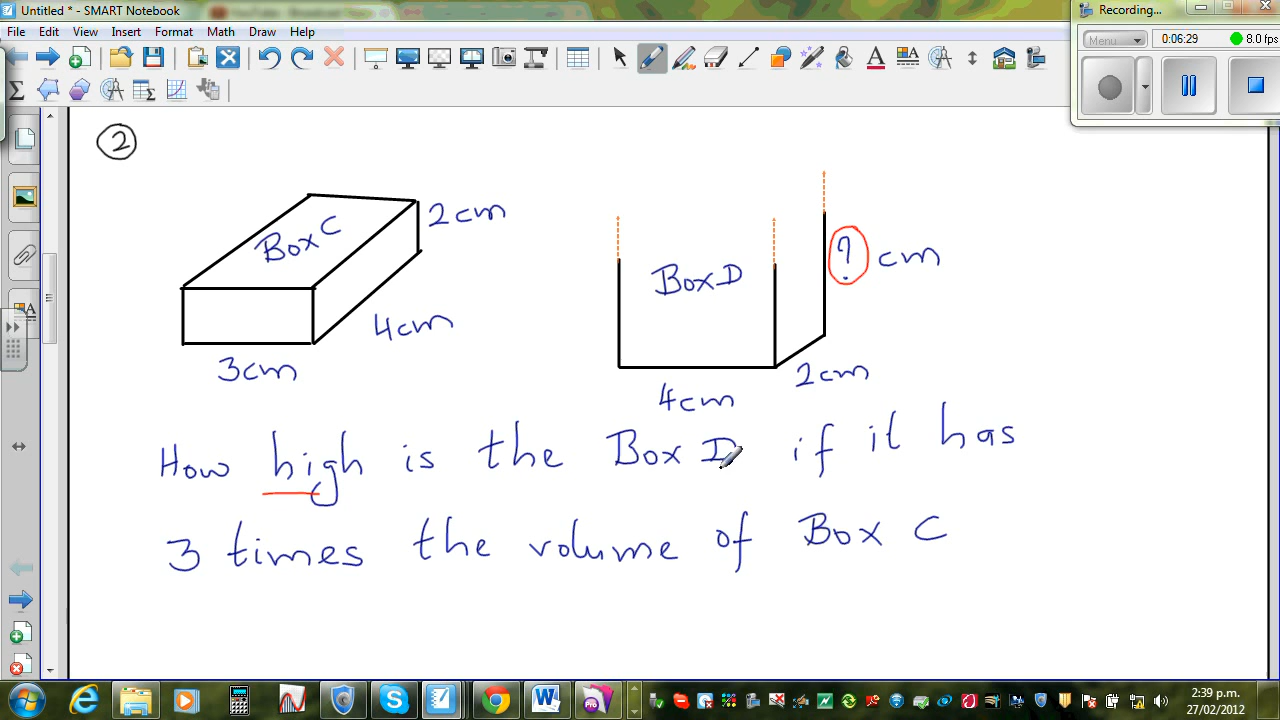 Untitled * - SMART Notebook
Recording...
File Edit View Insert Format Math Draw Help
Menu
0:06:29
8.0 fps
2
Box C
2cm
4cm
3cm
Box D
? cm
2cm
4cm
How high is the Box D if it has
3 times the volume of Box C
2:39 p.m.
27/02/2012